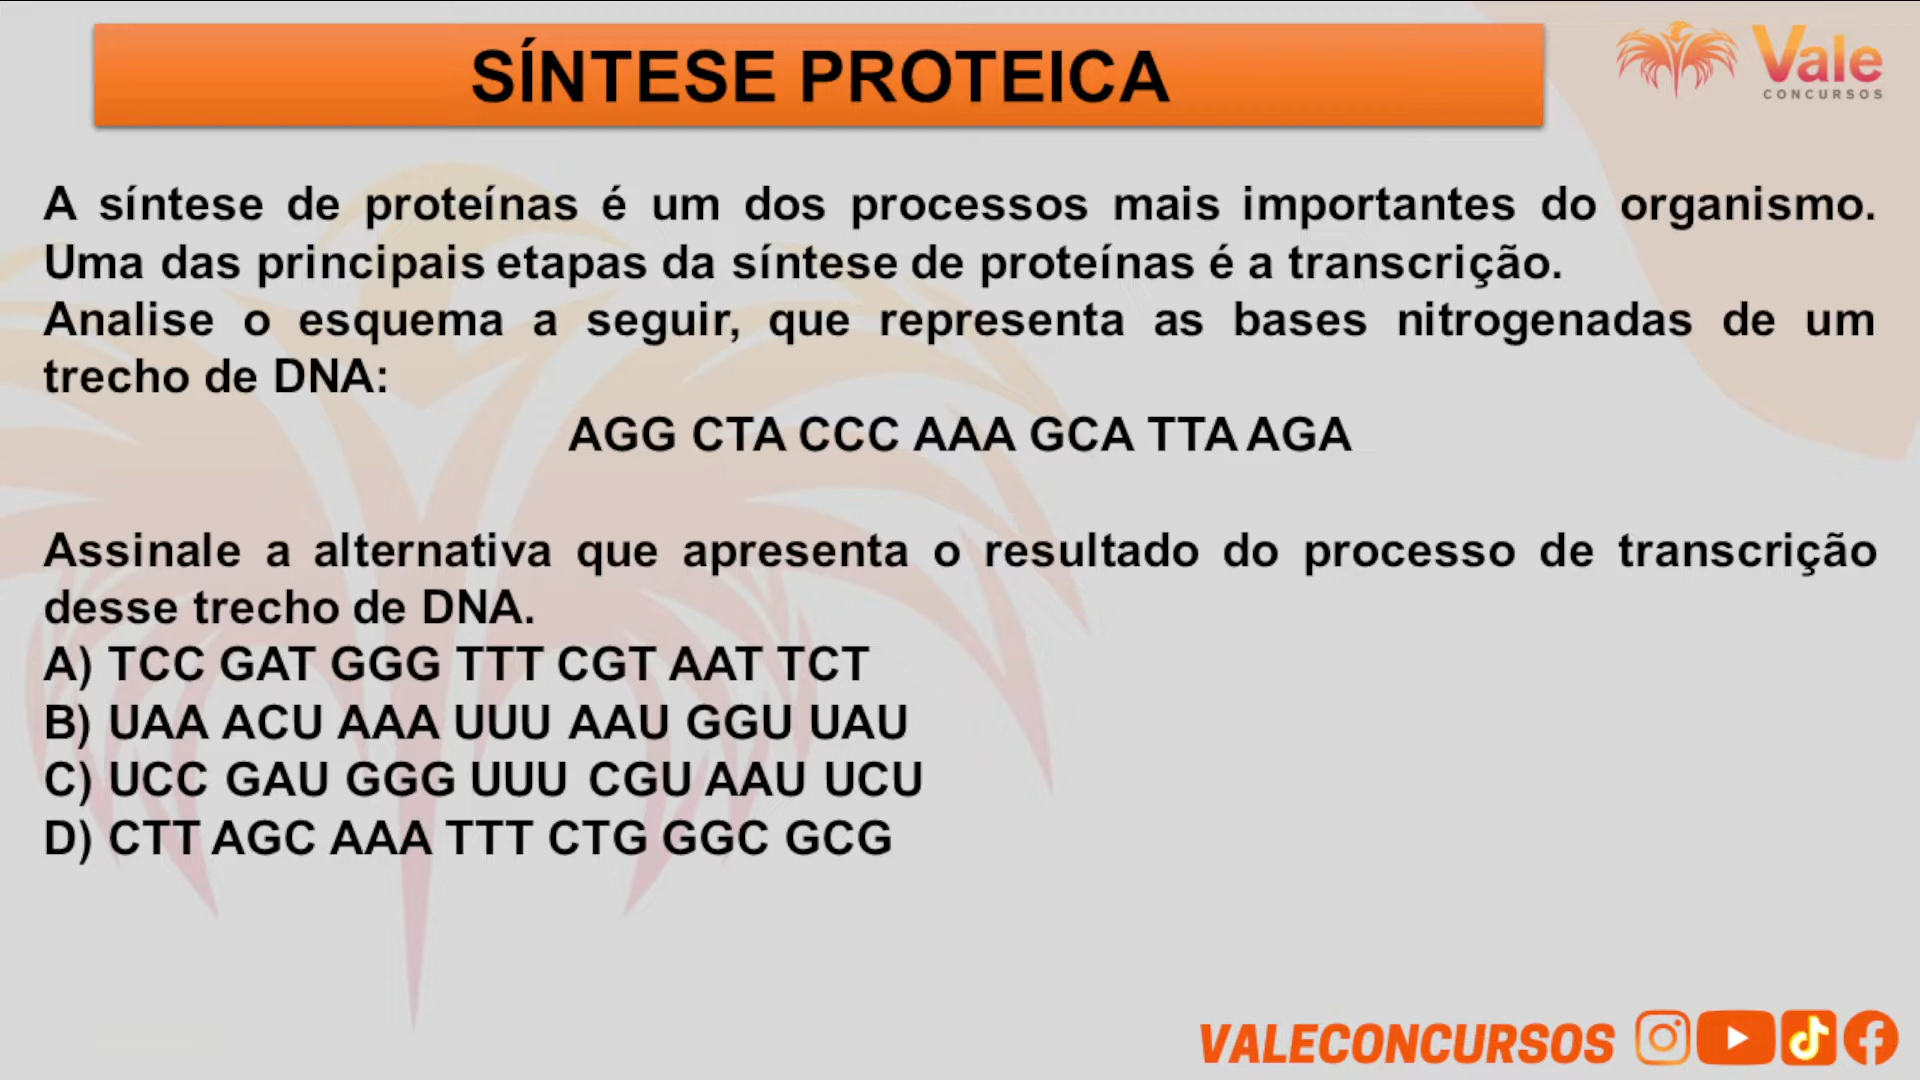 SÍNTESE PROTEICA
Vale
CONCURSOS
A síntese de proteínas é um dos processos mais importantes do organismo.
Uma das principais etapas da síntese de proteínas é a transcrição.
Analise o esquema a seguir, que representa as bases nitrogenadas de um
trecho de DNA:
AGG CTA CCC AAA GCA TTA AGA
Assinale a alternativa que apresenta o resultado do processo de transcrição
desse trecho de DNA.
A) TCC GAT GGG TTT CGT AAT TCT
B) UAA ACU AAA UUU AAU GGU UAU
C) UCC GAU GGG UUU CGU AAU UCU
D) CTT AGC AAA TTT CTG GGC GCG
VALECONCURSOS